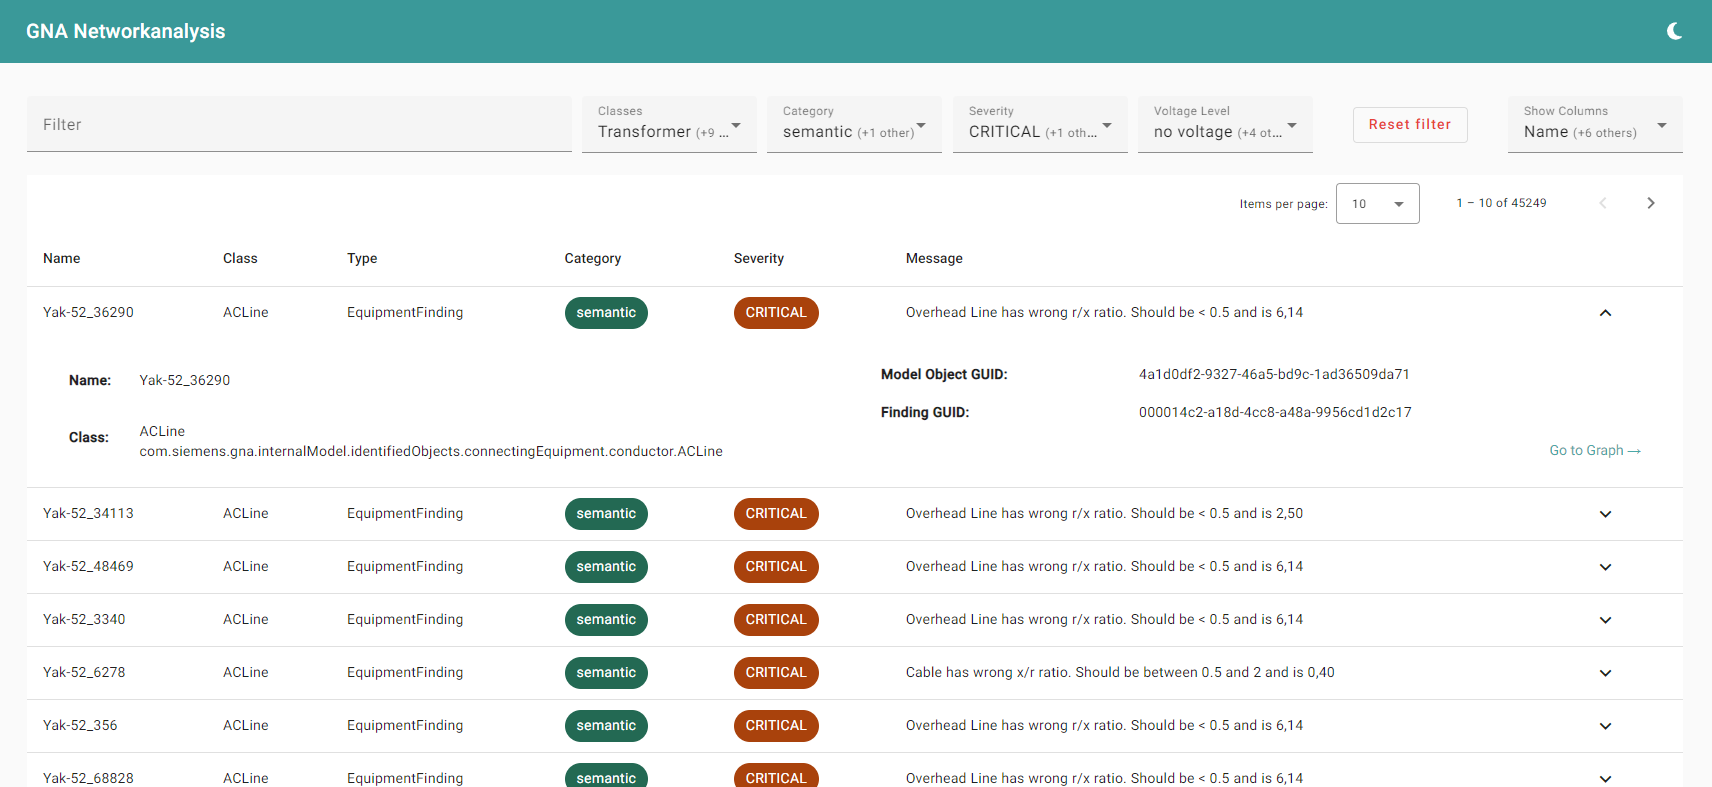 GNA Networkanalysis
Filter
Classes
Transformer (+9 ...
Category
semantic (+1 other)
Severity
CRITICAL (+1 oth...
Voltage Level
no voltage (+4 ot...
Reset filter
Show Columns
Name (+6 others)
Items per page: 10 1 – 10 of 45249
Name Class Type Category Severity Message
Yak-52_36290 ACLine EquipmentFinding semantic CRITICAL Overhead Line has wrong r/x ratio. Should be < 0.5 and is 6,14
Name: Yak-52_36290
Model Object GUID: 4a1d0df2-9327-46a5-bd9c-1ad36509da71
Finding GUID: 000014c2-a18d-4cc8-a48a-9956cd1d2c17
Class: ACLine
com.siemens.gna.internalModel.identifiedObjects.connectingEquipment.conductor.ACLine
Go to Graph →
Yak-52_34113 ACLine EquipmentFinding semantic CRITICAL Overhead Line has wrong r/x ratio. Should be < 0.5 and is 2,50
Yak-52_48469 ACLine EquipmentFinding semantic CRITICAL Overhead Line has wrong r/x ratio. Should be < 0.5 and is 6,14
Yak-52_3340 ACLine EquipmentFinding semantic CRITICAL Overhead Line has wrong r/x ratio. Should be < 0.5 and is 6,14
Yak-52_6278 ACLine EquipmentFinding semantic CRITICAL Cable has wrong x/r ratio. Should be between 0.5 and 2 and is 0,40
Yak-52_356 ACLine EquipmentFinding semantic CRITICAL Overhead Line has wrong r/x ratio. Should be < 0.5 and is 6,14
Yak-52_68828 ACLine EquipmentFinding semantic CRITICAL Overhead Line has wrong r/x ratio. Should be < 0.5 and is 6,14